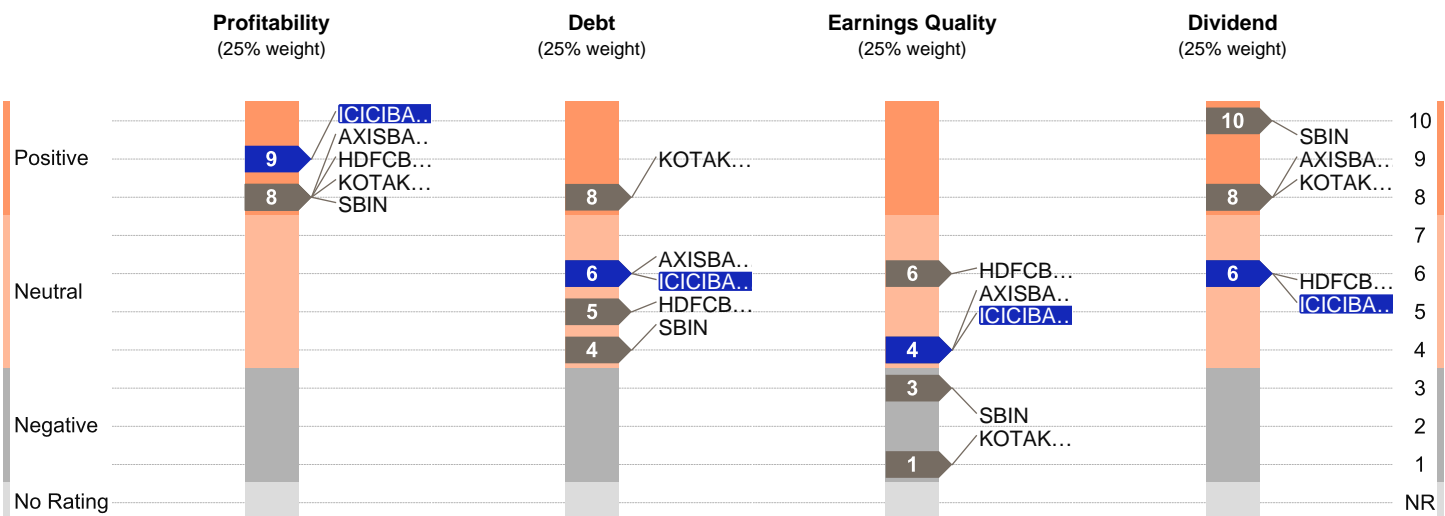 Profitability
(25% weight)
Debt
(25% weight)
Earnings Quality
(25% weight)
Dividend
(25% weight)
Positive
Neutral
Negative
No Rating
9
8
ICICIBA..
AXISBA..
HDFCB...
KOTAK...
SBIN
8
6
5
4
KOTAK...
AXISBA..
ICICIBA..
HDFCB...
SBIN
6
4
3
1
HDFCB...
AXISBA..
ICICIBA..
SBIN
KOTAK...
10
8
6
SBIN
AXISBA..
KOTAK...
HDFCB...
ICICIBA..
10
9
8
7
6
5
4
3
2
1
NR